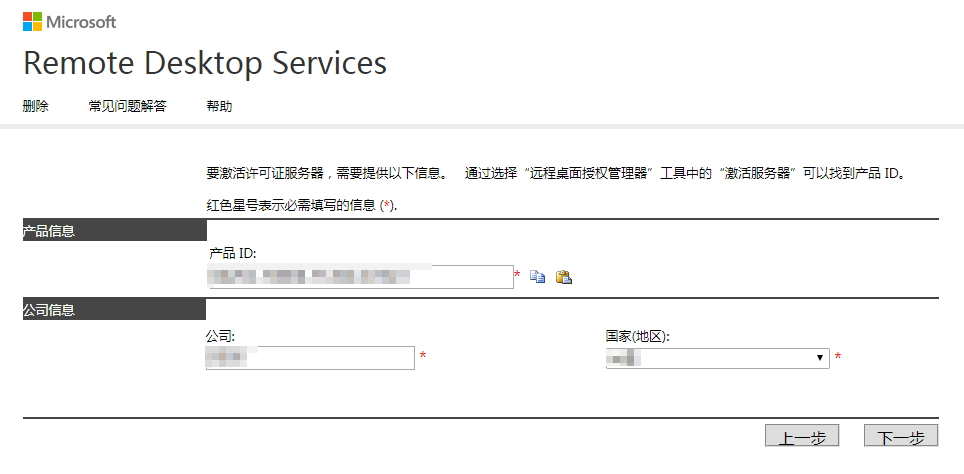 Microsoft
Remote Desktop Services
删除 常见问题解答 帮助
要激活许可证服务器，需要提供以下信息。 通过选择“远程桌面授权管理器”工具中的“激活服务器”可以找到产品 ID。
红色星号表示必需填写的信息 (*).
产品信息
产品 ID:
*
公司信息
公司: 国家(地区):
* *
上一步 下一步